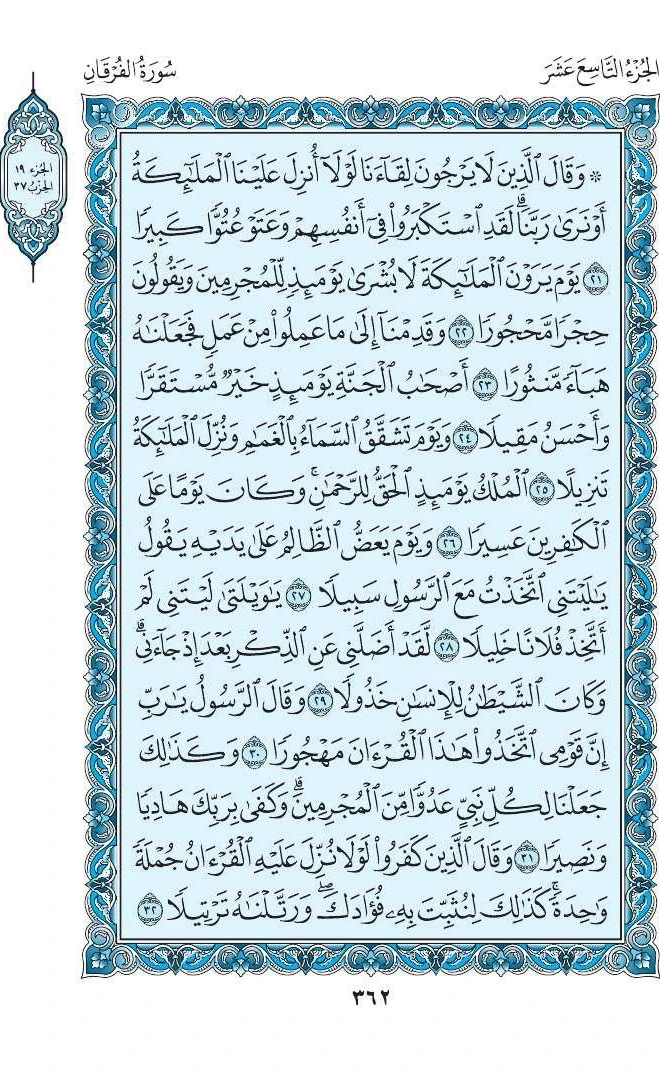 الجُزْءُ التَّاسِعَ عَشَرَ
سُورَةُ الفُرْقَانِ
الجزء ١٩
الحزب ٣٧
۞ وَقَالَ ٱلَّذِينَ لَا يَرْجُونَ لِقَآءَنَا لَوْلَآ أُنزِلَ عَلَيْنَا ٱلْمَلَٰٓئِكَةُ
أَوْ نَرَىٰ رَبَّنَاۗ لَقَدِ ٱسْتَكْبَرُوا۟ فِىٓ أَنفُسِهِمْ وَعَتَوْ عُتُوًّا كَبِيرًا
٢١ يَوْمَ يَرَوْنَ ٱلْمَلَٰٓئِكَةَ لَا بُشْرَىٰ يَوْمَئِذٍ لِّلْمُجْرِمِينَ وَيَقُولُونَ
حِجْرًا مَّحْجُورًا ٢٢ وَقَدِمْنَآ إِلَىٰ مَا عَمِلُوا۟ مِنْ عَمَلٍ فَجَعَلْنَٰهُ
هَبَآءً مَّنثُورًا ٢٣ أَصْحَٰبُ ٱلْجَنَّةِ يَوْمَئِذٍ خَيْرٌ مُّسْتَقَرًّا
وَأَحْسَنُ مَقِيلًا ٢٤ وَيَوْمَ تَشَقَّقُ ٱلسَّمَآءُ بِٱلْغَمَٰمِ وَنُزِّلَ ٱلْمَلَٰٓئِكَةُ
تَنزِيلًا ٢٥ ٱلْمُلْكُ يَوْمَئِذٍ ٱلْحَقُّ لِلرَّحْمَٰنِۚ وَكَانَ يَوْمًا عَلَى
ٱلْكَٰفِرِينَ عَسِيرًا ٢٦ وَيَوْمَ يَعَضُّ ٱلظَّالِمُ عَلَىٰ يَدَيْهِ يَقُولُ
يَٰلَيْتَنِى ٱتَّخَذْتُ مَعَ ٱلرَّسُولِ سَبِيلًا ٢٧ يَٰوَيْلَتَىٰ لَيْتَنِى لَمْ
أَتَّخِذْ فُلَانًا خَلِيلًا ٢٨ لَّقَدْ أَضَلَّنِى عَنِ ٱلذِّكْرِ بَعْدَ إِذْ جَآءَنِىۗ
وَكَانَ ٱلشَّيْطَٰنُ لِلْإِنسَٰنِ خَذُولًا ٢٩ وَقَالَ ٱلرَّسُولُ يَٰرَبِّ
إِنَّ قَوْمِى ٱتَّخَذُوا۟ هَٰذَا ٱلْقُرْءَانَ مَهْجُورًا ٣٠ وَكَذَٰلِكَ
جَعَلْنَا لِكُلِّ نَبِىٍّ عَدُوًّا مِّنَ ٱلْمُجْرِمِينَۗ وَكَفَىٰ بِرَبِّكَ هَادِيًا
وَنَصِيرًا ٣١ وَقَالَ ٱلَّذِينَ كَفَرُوا۟ لَوْلَا نُزِّلَ عَلَيْهِ ٱلْقُرْءَانُ جُمْلَةً
وَٰحِدَةًۚ كَذَٰلِكَ لِنُثَبِّتَ بِهِۦ فُؤَادَكَۖ وَرَتَّلْنَٰهُ تَرْتِيلًا ٣٢
٣٦٢